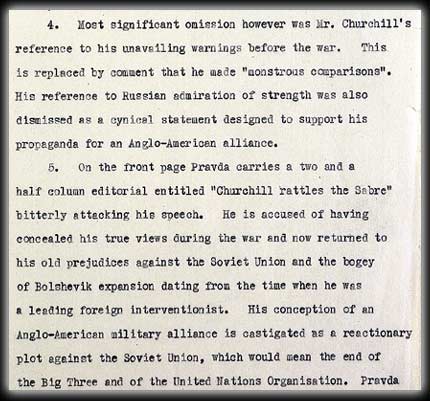 4. Most significant omission however was Mr. Churchill's
reference to his unavailing warnings before the war. This
is replaced by comment that he made "monstrous comparisons".
His reference to Russian admiration of strength was also
dismissed as a cynical statement designed to support his
propaganda for an Anglo-American alliance.
5. On the front page Pravda carries a two and a
half column editorial entitled "Churchill rattles the Sabre"
bitterly attacking his speech. He is accused of having
concealed his true views during the war and now returned to
his old prejudices against the Soviet Union and the bogey
of Bolshevik expansion dating from the time when he was
a leading foreign interventionist. His conception of an
Anglo-American military alliance is castigated as a reactionary
plot against the Soviet Union, which would mean the end of
the Big Three and of the United Nations Organisation. Pravda